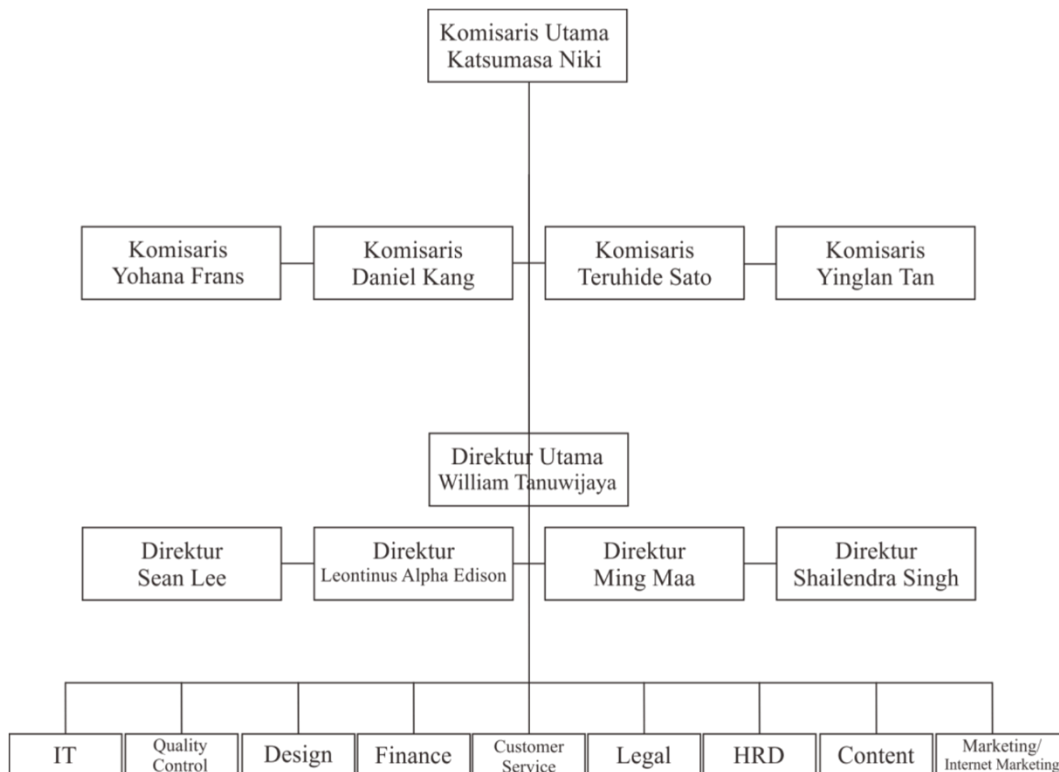 Komisaris Utama
Katsumasa Niki
Komisaris
Yohana Frans
Komisaris
Daniel Kang
Komisaris
Teruhide Sato
Komisaris
Yinglan Tan
Direktur Utama
William Tanuwijaya
Direktur
Sean Lee
Direktur
Leontinus Alpha Edison
Direktur
Ming Maa
Direktur
Shailendra Singh
IT
Quality
Control
Design
Finance
Customer
Service
Legal
HRD
Content
Marketing/
Internet Marketing